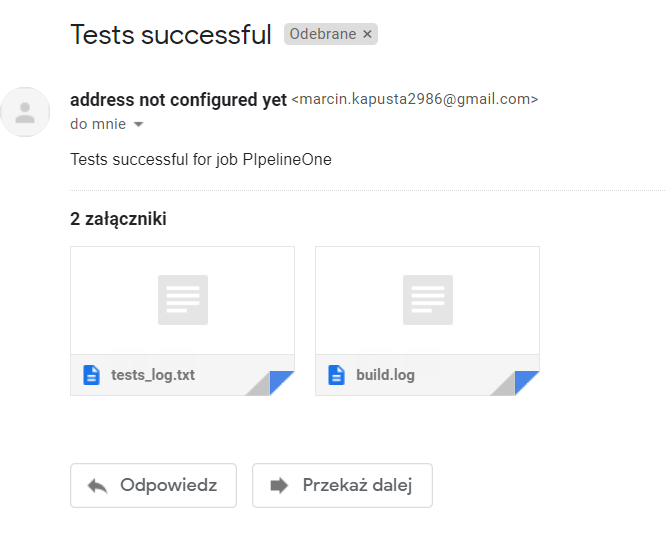 Tests successful Odebrane ×
address not configured yet <marcin.kapusta2986@gmail.com>
do mnie
Tests successful for job PIpelineOne
2 załączniki
tests_log.txt
build.log
Odpowiedz
Przekaż dalej